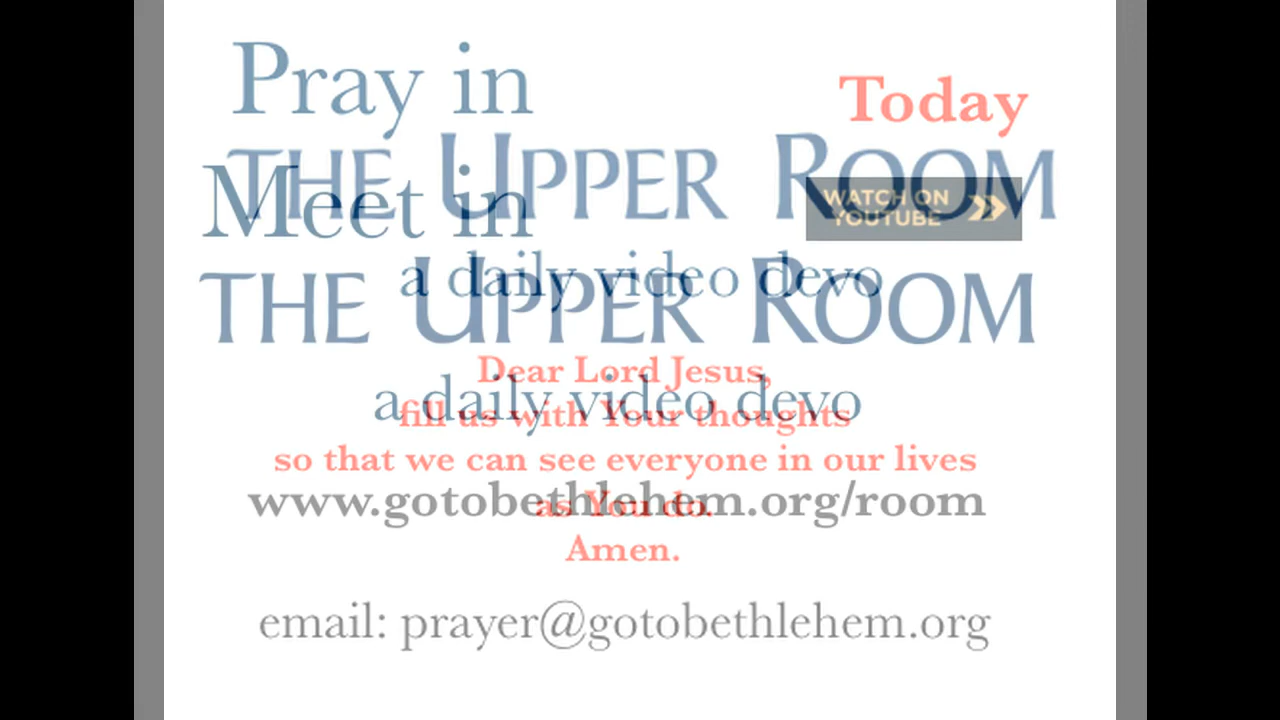 Pray in
Today
THE UPPER ROOM
Meet in
WATCH ON
YOUTUBE
a daily video devo
THE UPPER ROOM
Dear Lord Jesus,
a daily video devo
fill us with Your thoughts
so that we can see everyone in our lives
www.gotobethlehem.org/room
as You do.
Amen.
email: prayer@gotobethlehem.org